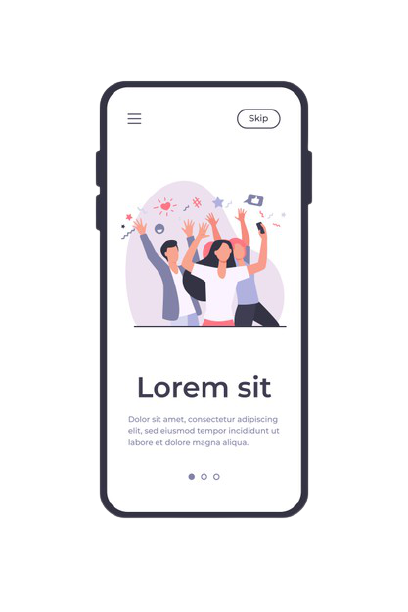 Skip
Lorem sit
Dolor sit amet, consectetur adipiscing
elit, sed eiusmod tempor incididunt ut
labore et dolore magna aliqua.